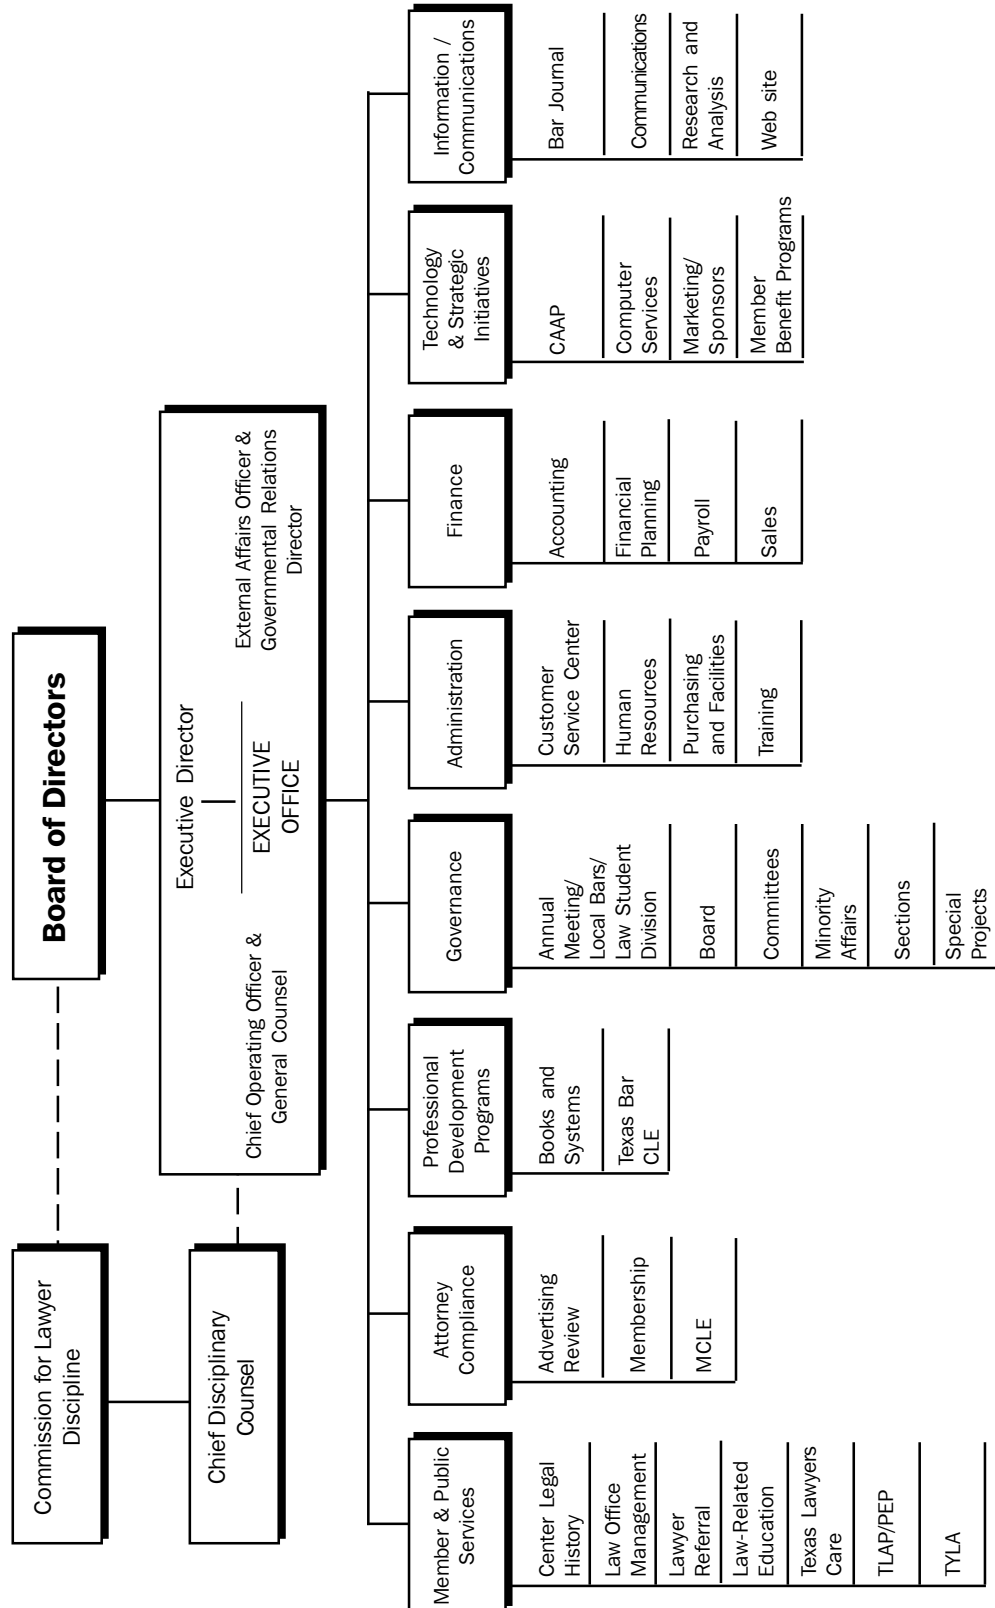 Board of Directors
Commission for Lawyer
Discipline
Chief Disciplinary
Counsel
Executive Director
Chief Operating Officer &
General Counsel
EXECUTIVE
OFFICE
External Affairs Officer &
Governmental Relations
Director
Member & Public
Services
Center Legal
History
Law Office
Management
Lawyer
Referral
Law-Related
Education
Texas Lawyers
Care
TLAP/PEP
TYLA
Attorney
Compliance
Advertising
Review
Membership
MCLE
Professional
Development
Programs
Books and
Systems
Texas Bar
CLE
Governance
Annual
Meeting/
Local Bars/
Law Student
Division
Board
Committees
Minority
Affairs
Sections
Special
Projects
Administration
Customer
Service Center
Human
Resources
Purchasing
and Facilities
Training
Finance
Accounting
Financial
Planning
Payroll
Sales
Technology
& Strategic
Initiatives
CAAP
Computer
Services
Marketing/
Sponsors
Member
Benefit Programs
Information /
Communications
Bar Journal
Communications
Research and
Analysis
Web site